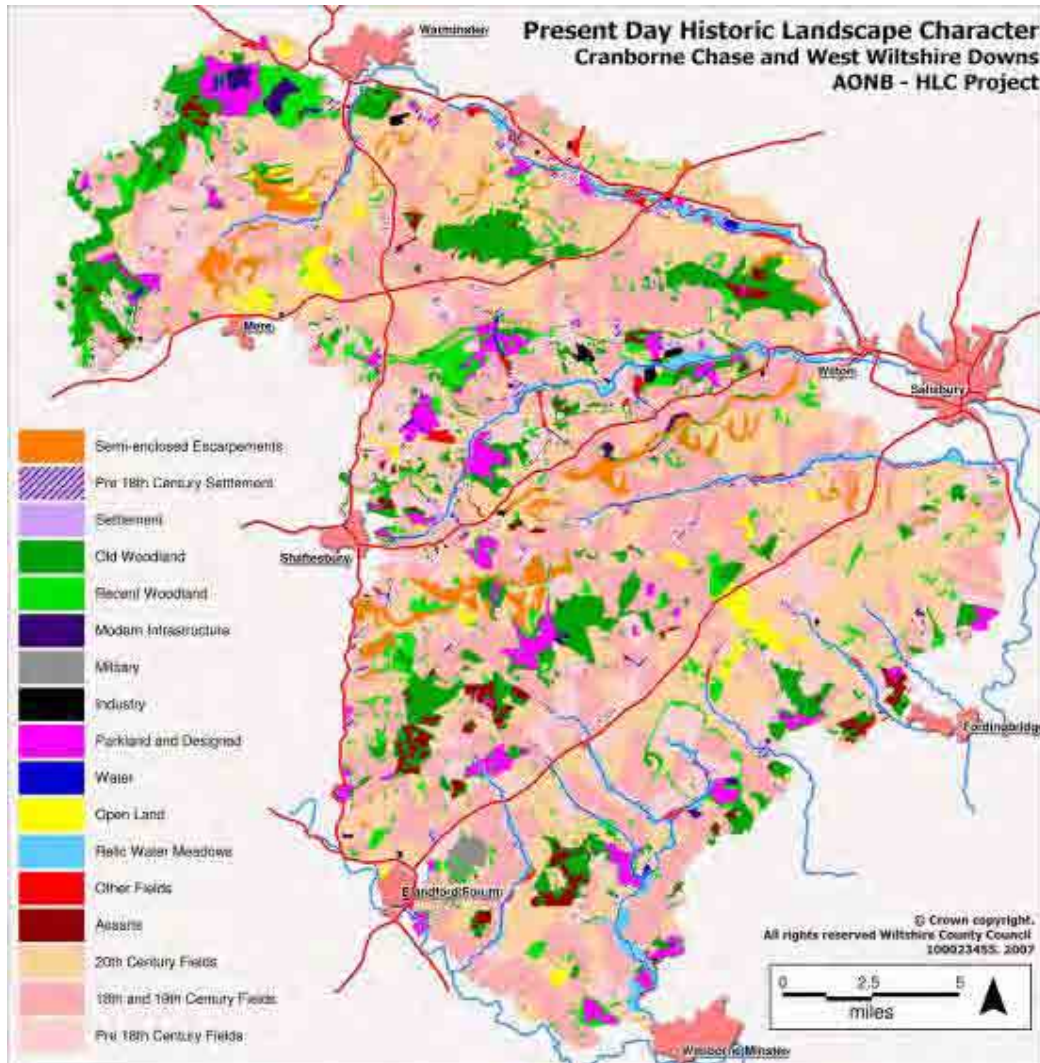 Present Day Historic Landscape Character
Cranborne Chase and West Wiltshire Downs
AONB - HLC Project
Warminster
Mere
Wilton
Salisbury
Shaftesbury
Fordingbridge
Blandford Forum
Wimborne Minster
Semi-enclosed Escarpements
Pre 18th Century Settlement
Settlement
Old Woodland
Recent Woodland
Modern Infrastructure
Military
Industry
Parkland and Designed
Water
Open Land
Relic Water Meadows
Other Fields
Assarts
20th Century Fields
18th and 19th Century Fields
Pre 18th Century Fields
© Crown copyright.
All rights reserved Wiltshire County Council
100023455. 2007
0 2.5 5
miles